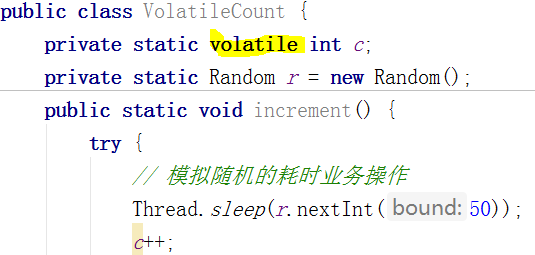 public class VolatileCount {
private static volatile int c;
private static Random r = new Random();
public static void increment() {
try {
// 模拟随机的耗时业务操作
Thread.sleep(r.nextInt( bound: 50));
c++;